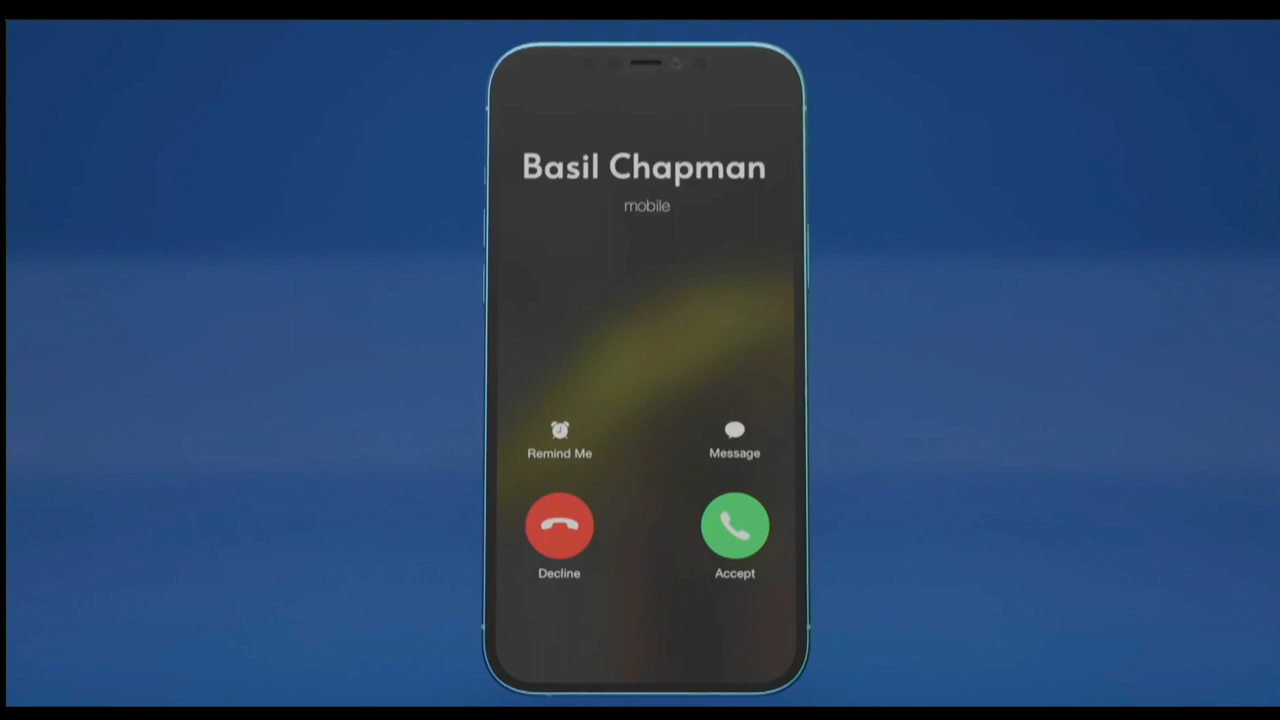 Basil Chapman
mobile
Remind Me
Message
Decline
Accept